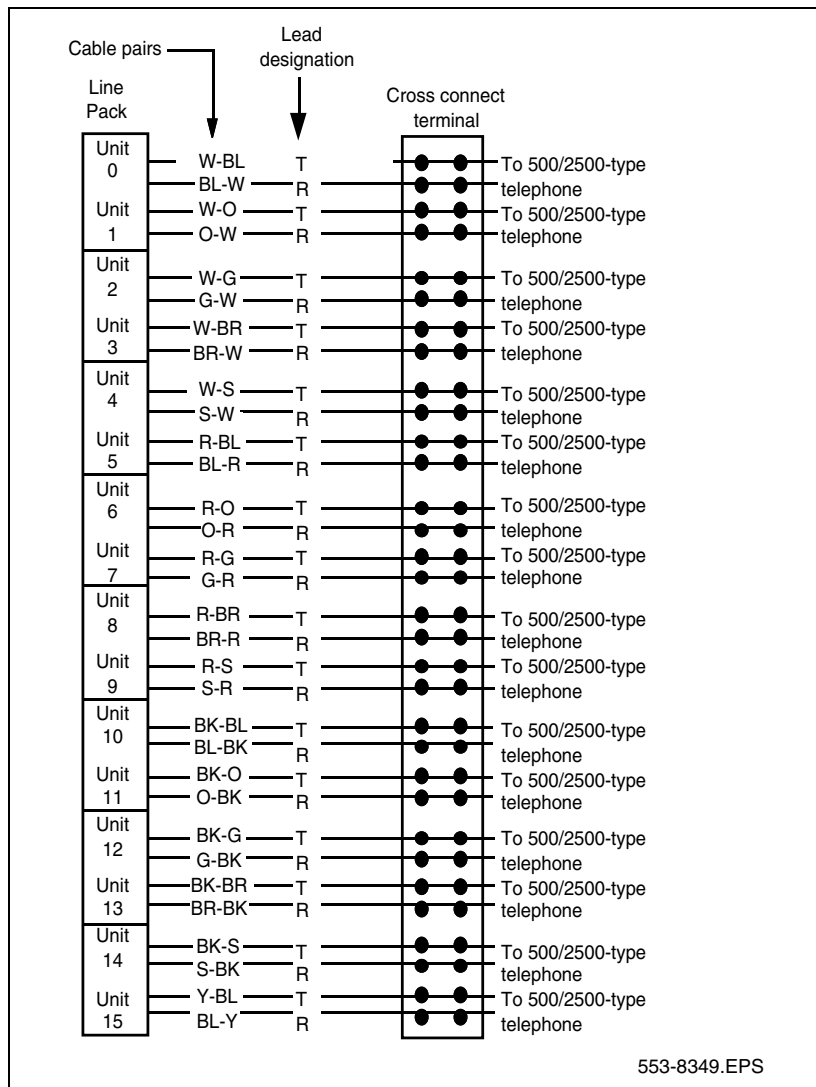 Cable pairs
Lead
designation
Line
Pack
Cross connect
terminal
Unit
0
W-BL T To 500/2500-type
BL-W R telephone
Unit
1
W-O T To 500/2500-type
O-W R telephone
Unit
2
W-G T To 500/2500-type
G-W R telephone
Unit
3
W-BR T To 500/2500-type
BR-W R telephone
Unit
4
W-S T To 500/2500-type
S-W R telephone
Unit
5
R-BL T To 500/2500-type
BL-R R telephone
Unit
6
R-O T To 500/2500-type
O-R R telephone
Unit
7
R-G T To 500/2500-type
G-R R telephone
Unit
8
R-BR T To 500/2500-type
BR-R R telephone
Unit
9
R-S T To 500/2500-type
S-R R telephone
Unit
10
BK-BL T To 500/2500-type
BL-BK R telephone
Unit
11
BK-O T To 500/2500-type
O-BK R telephone
Unit
12
BK-G T To 500/2500-type
G-BK R telephone
Unit
13
BK-BR T To 500/2500-type
BR-BK R telephone
Unit
14
BK-S T To 500/2500-type
S-BK R telephone
Unit
15
Y-BL T To 500/2500-type
BL-Y R telephone
553-8349.EPS